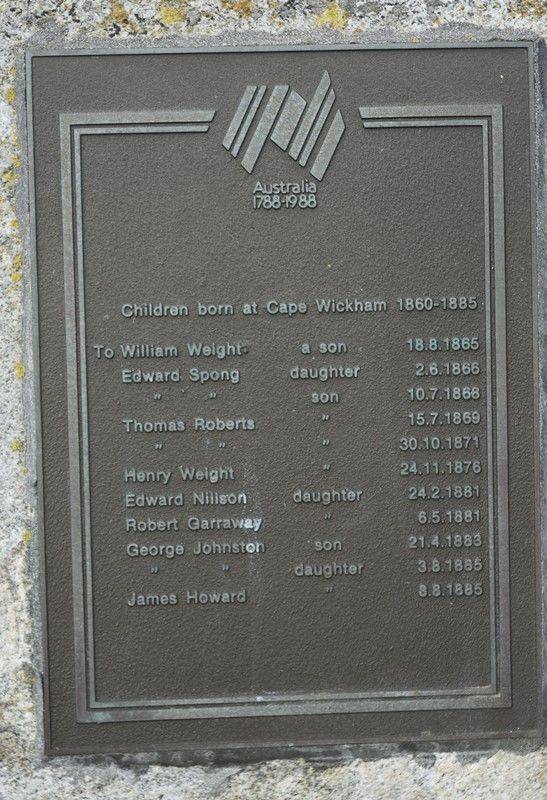 Australia
1788-1988
Children born at Cape Wickham 1860-1885
To William Weight a son 18.8.1865
Edward Spong daughter 2.6.1866
" " son 10.7.1868
Thomas Roberts " 15.7.1869
" " " 30.10.1871
Henry Weight " 24.11.1876
Edward Nilison daughter 24.2.1881
Robert Garraway " 6.5.1881
George Johnston son 21.4.1883
" " daughter 3.8.1885
James Howard " 8.8.1885